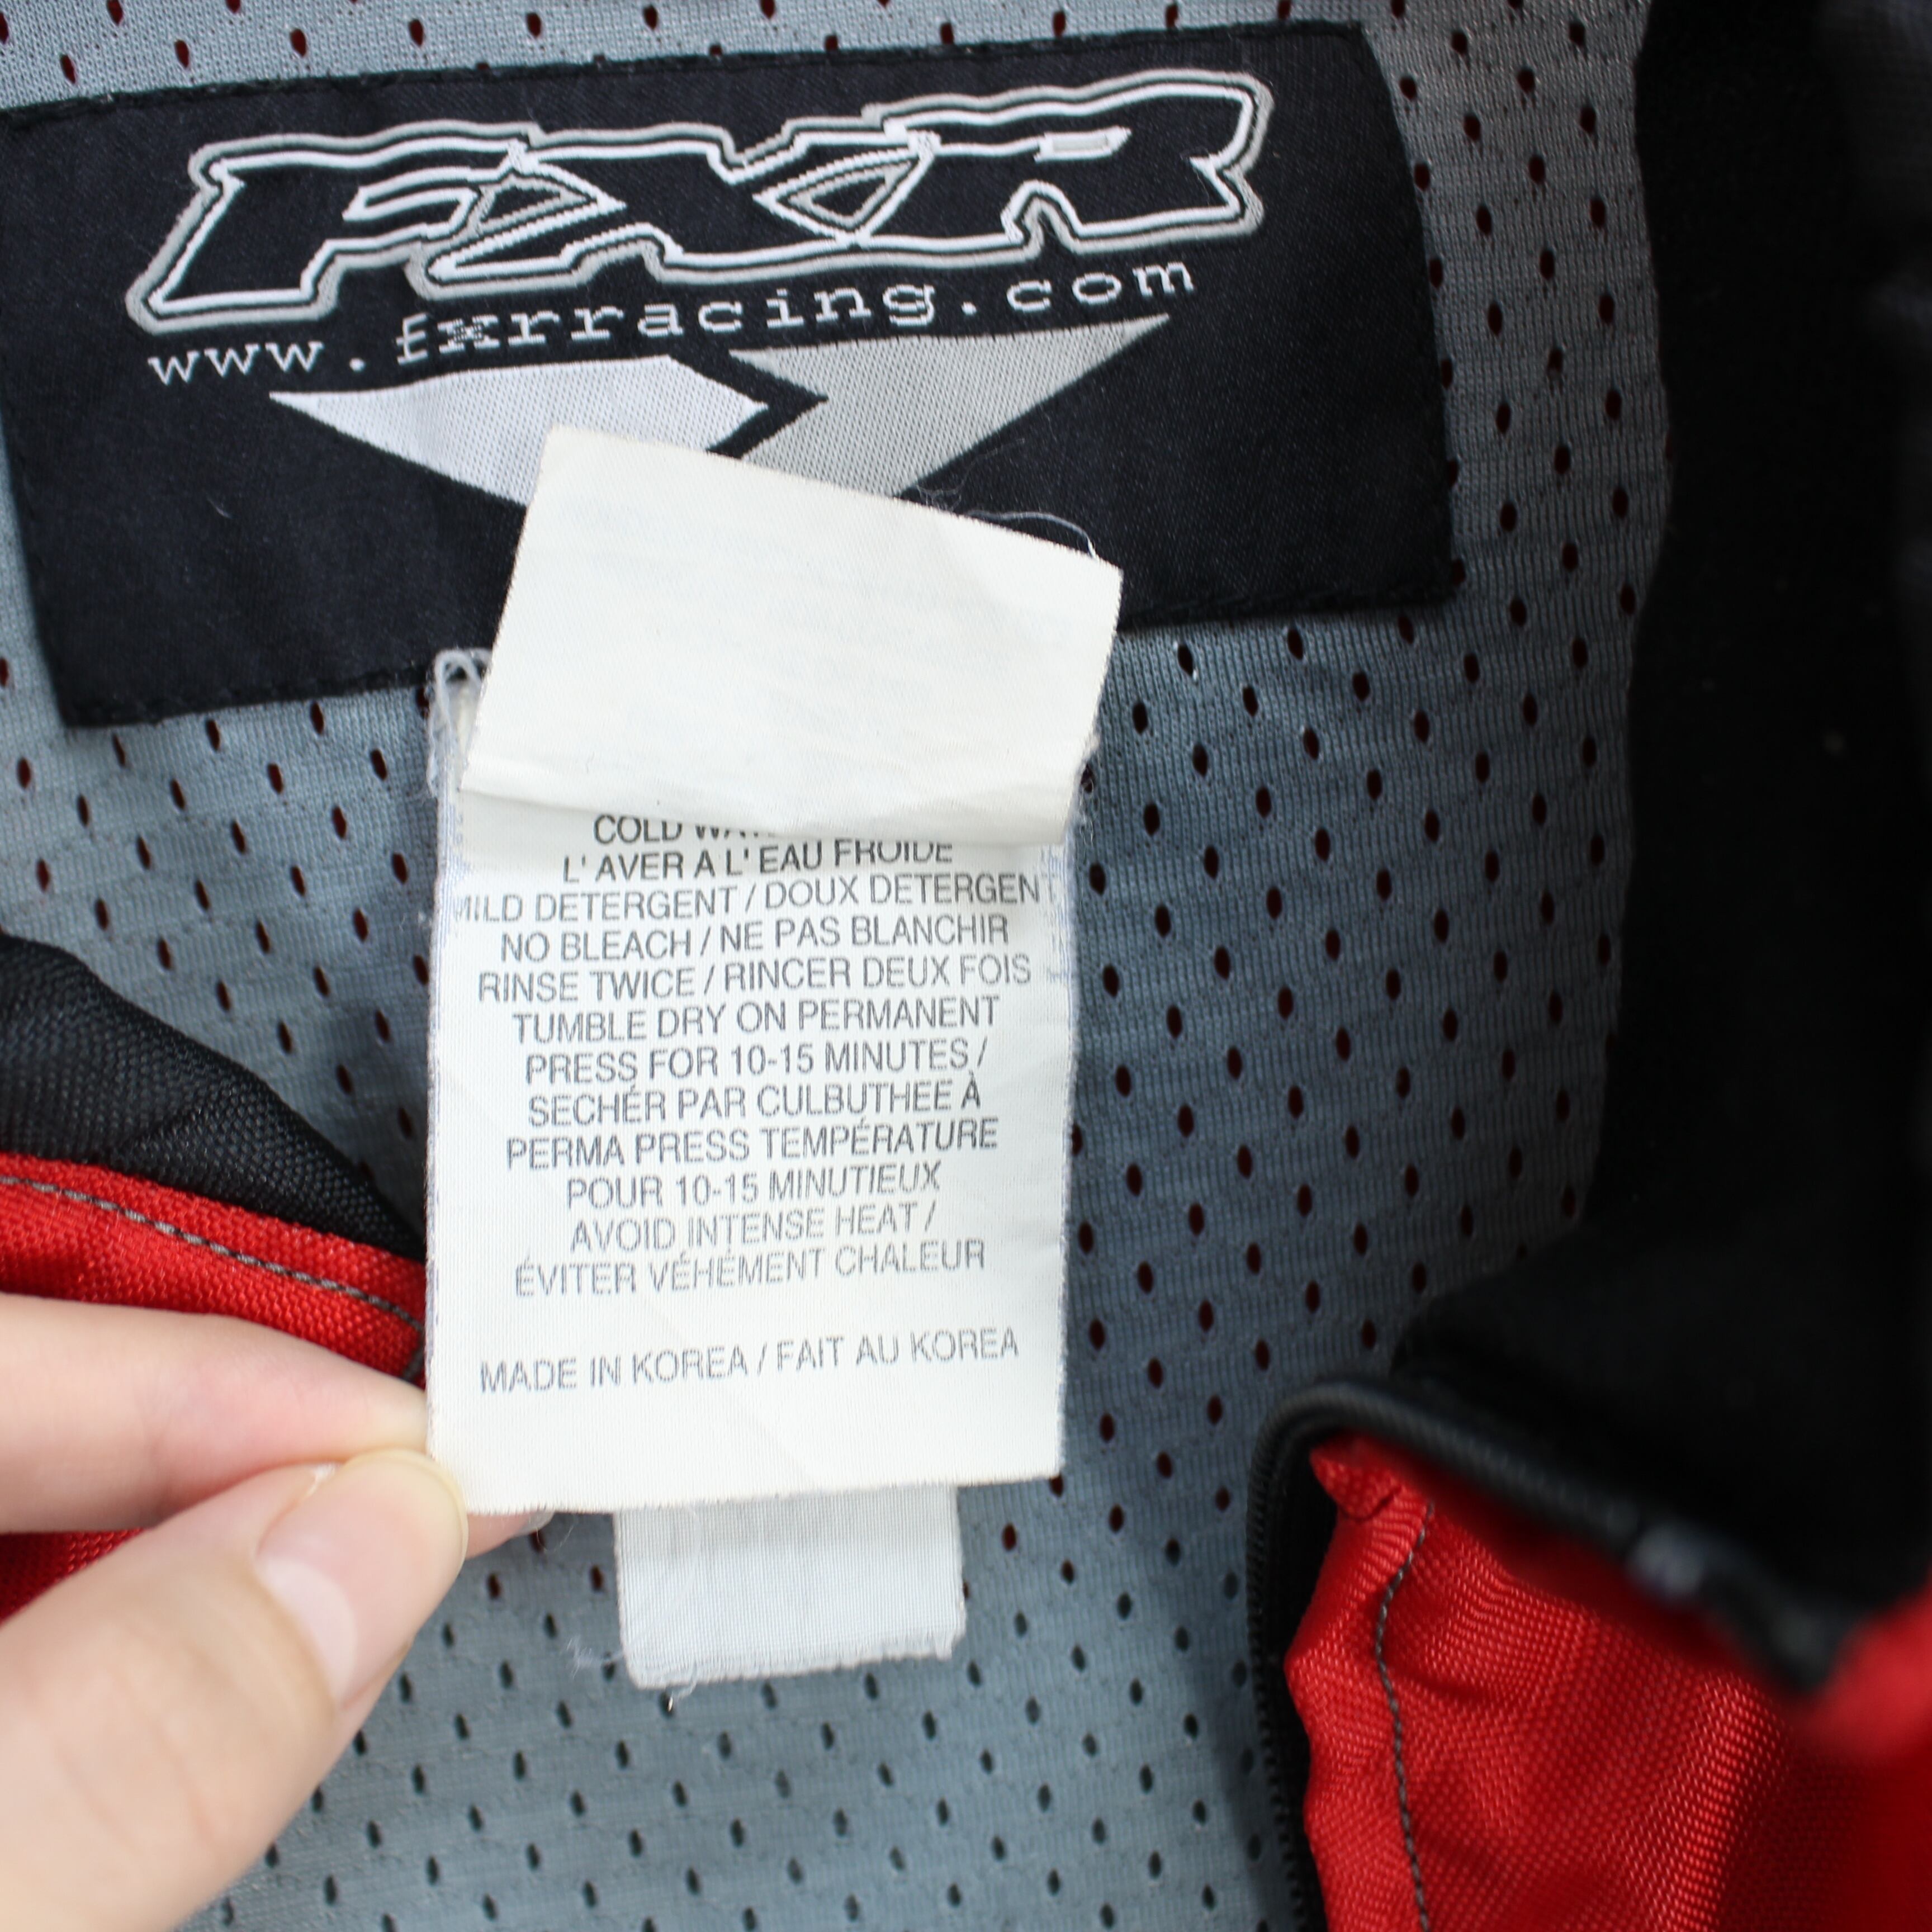 FXR
www.fxrracing.com
COLD
L' AVER A L' EAU FROIDE
MILD DETERGENT / DOUX DETERGENT
NO BLEACH / NE PAS BLANCHIR
RINSE TWICE / RINCER DEUX FOIS
TUMBLE DRY ON PERMANENT
PRESS FOR 10-15 MINUTES /
SECHÉR PAR CULBUTHEE À
PERMA PRESS TEMPÉRATURE
POUR 10-15 MINUTIEUX
AVOID INTENSE HEAT /
ÉVITER VÉHÉMENT CHALEUR
MADE IN KOREA / FAIT AU KOREA